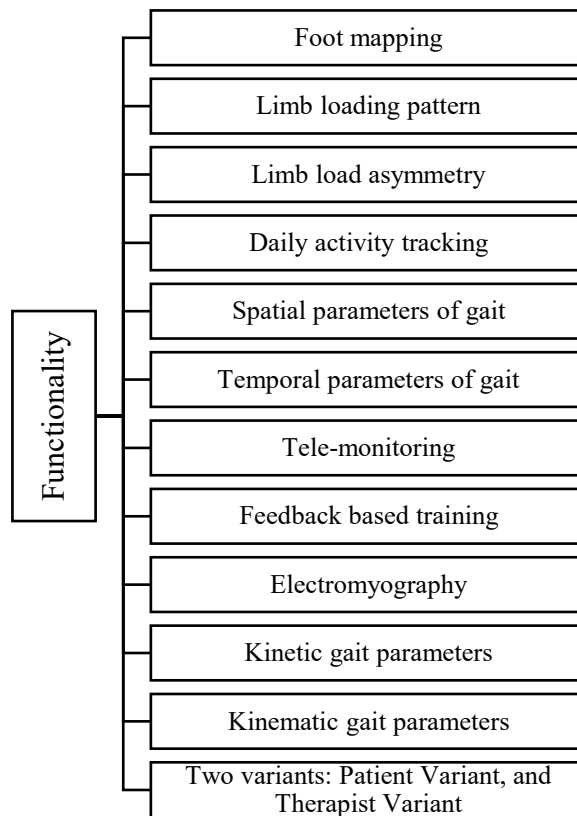 Functionality
Foot mapping
Limb loading pattern
Limb load asymmetry
Daily activity tracking
Spatial parameters of gait
Temporal parameters of gait
Tele-monitoring
Feedback based training
Electromyography
Kinetic gait parameters
Kinematic gait parameters
Two variants: Patient Variant, and
Therapist Variant